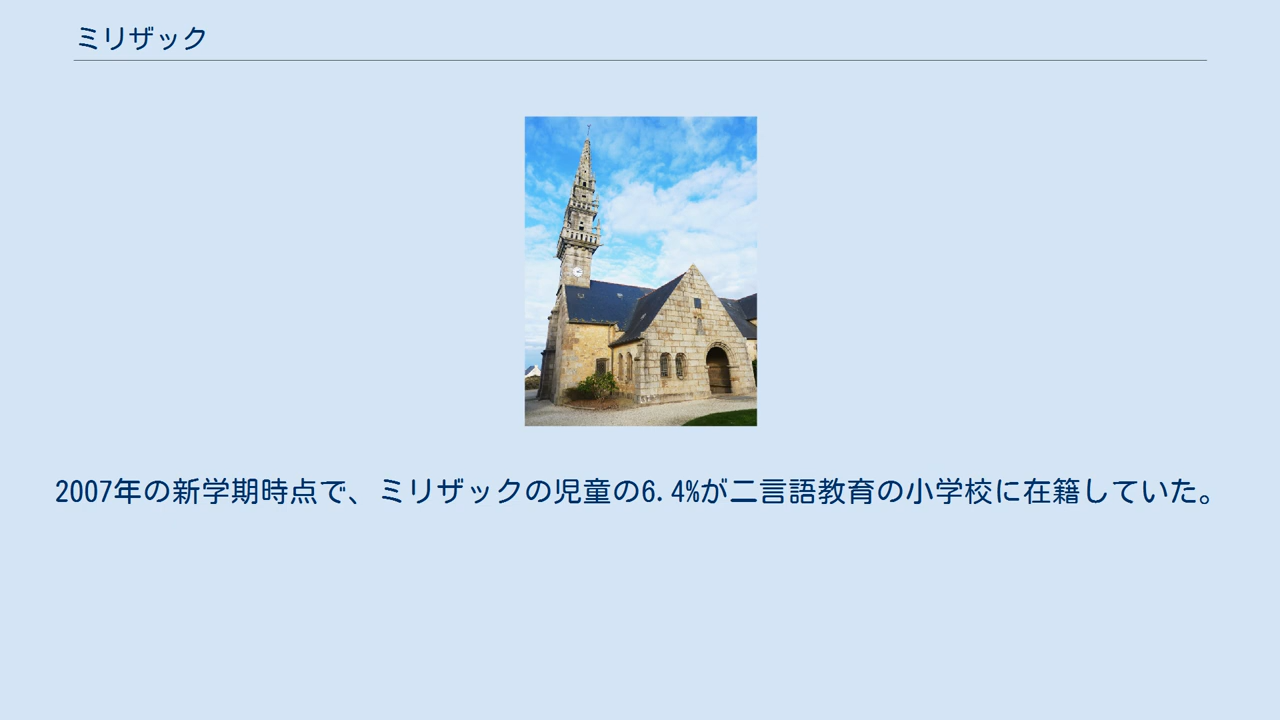 ミリザック
2007年の新学期時点で、ミリザックの児童の6.4%が二言語教育の小学校に在籍していた。